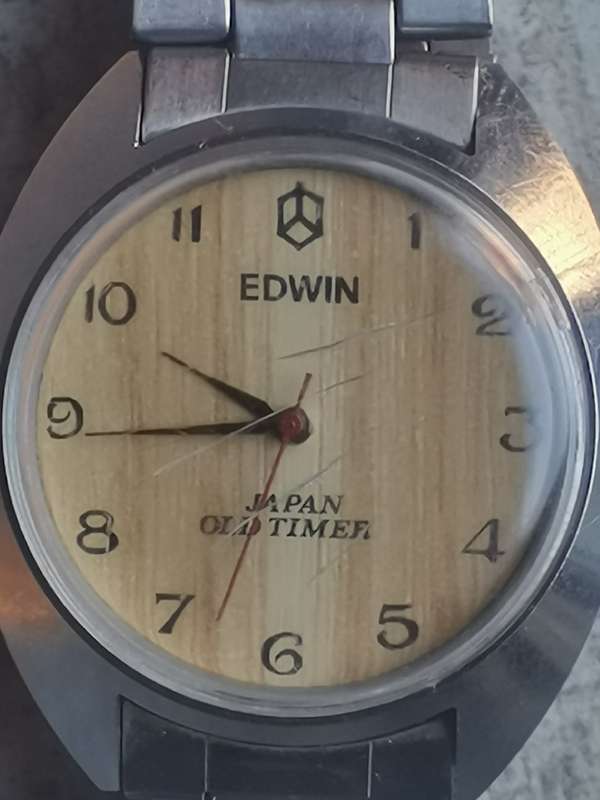 EDWIN
JAPAN
OLD TIMER
11 1
10 2
9 3
8 4
7 6 5